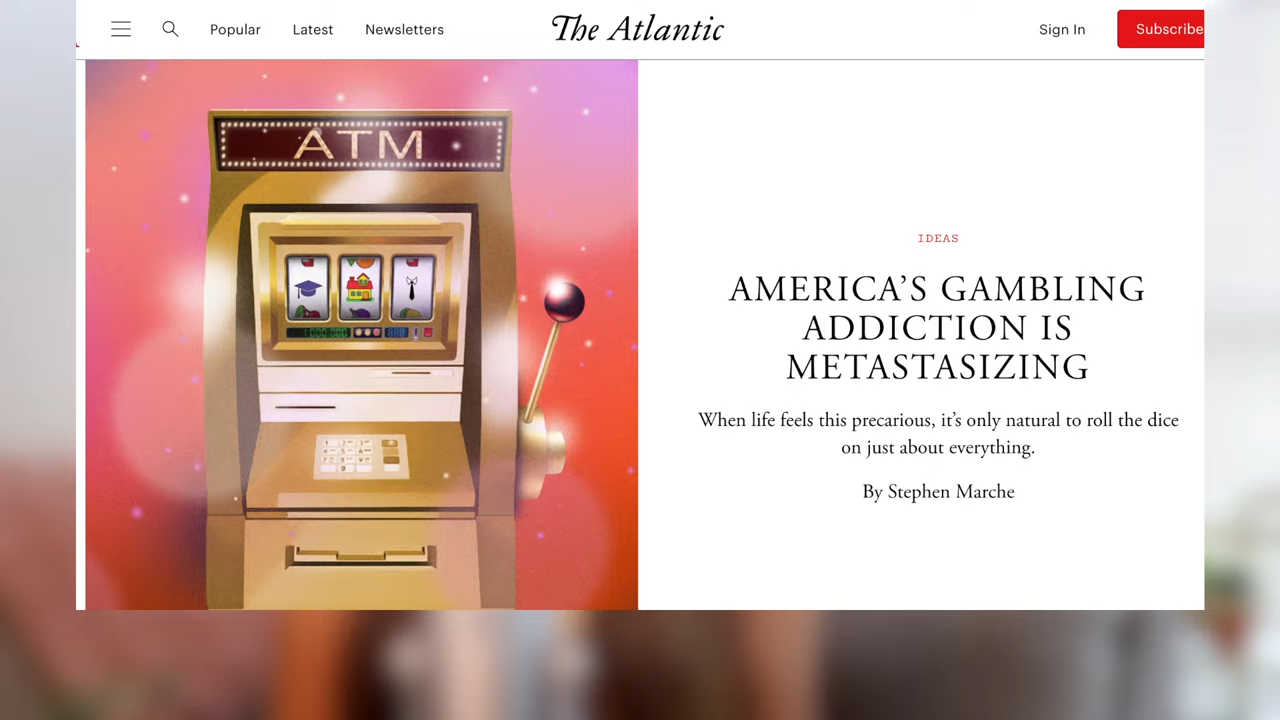 Popular
Latest
Newsletters
The Atlantic
Sign In
Subscribe
ATM
IDEAS
AMERICA’S GAMBLING
ADDICTION IS
METASTASIZING
When life feels this precarious, it’s only natural to roll the dice
on just about everything.
By Stephen Marche